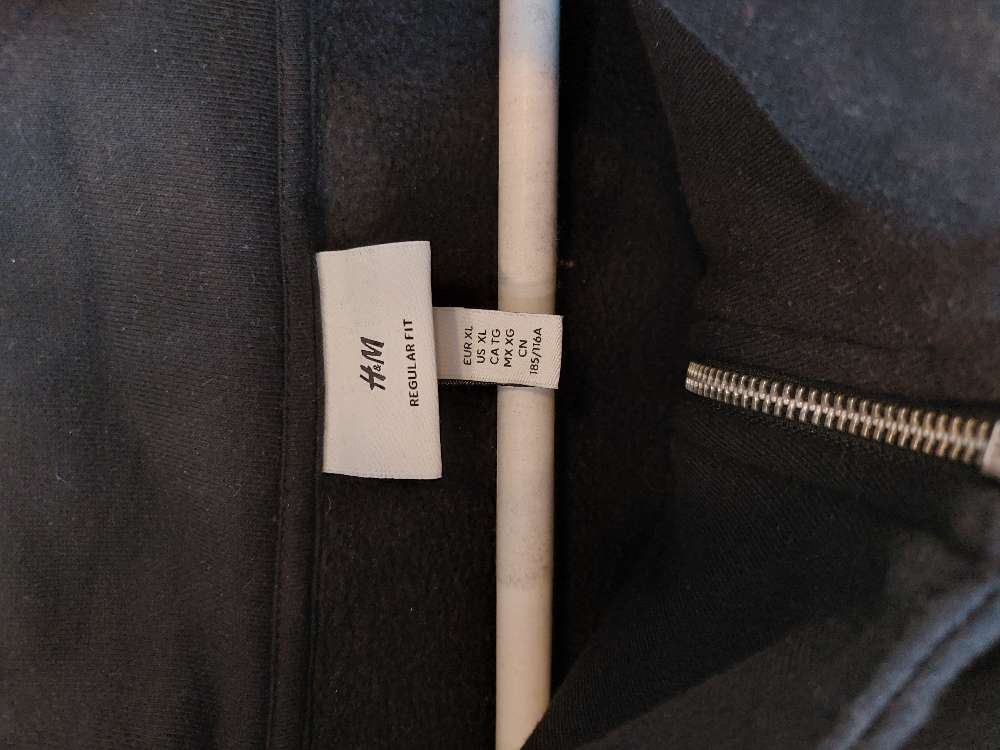 H&M
REGULAR FIT
EUR XL
US XL
CA TG
MX XG
CN
185/116A